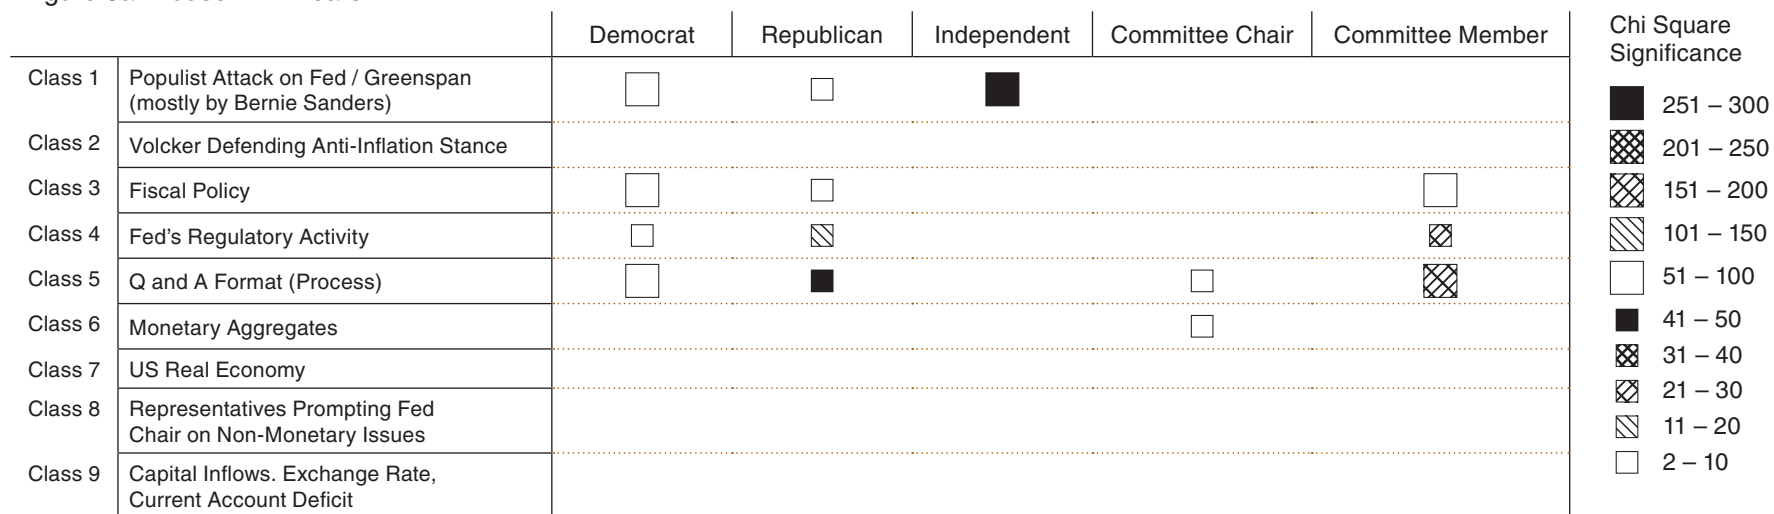 Democrat Republican Independent Committee Chair Committee Member
Chi Square
Significance
251 – 300
201 – 250
151 – 200
101 – 150
51 – 100
41 – 50
31 – 40
21 – 30
11 – 20
2 – 10
Class 1 Populist Attack on Fed / Greenspan
(mostly by Bernie Sanders)
Class 2 Volcker Defending Anti-Inflation Stance
Class 3 Fiscal Policy
Class 4 Fed's Regulatory Activity
Class 5 Q and A Format (Process)
Class 6 Monetary Aggregates
Class 7 US Real Economy
Class 8 Representatives Prompting Fed
Chair on Non-Monetary Issues
Class 9 Capital Inflows. Exchange Rate,
Current Account Deficit